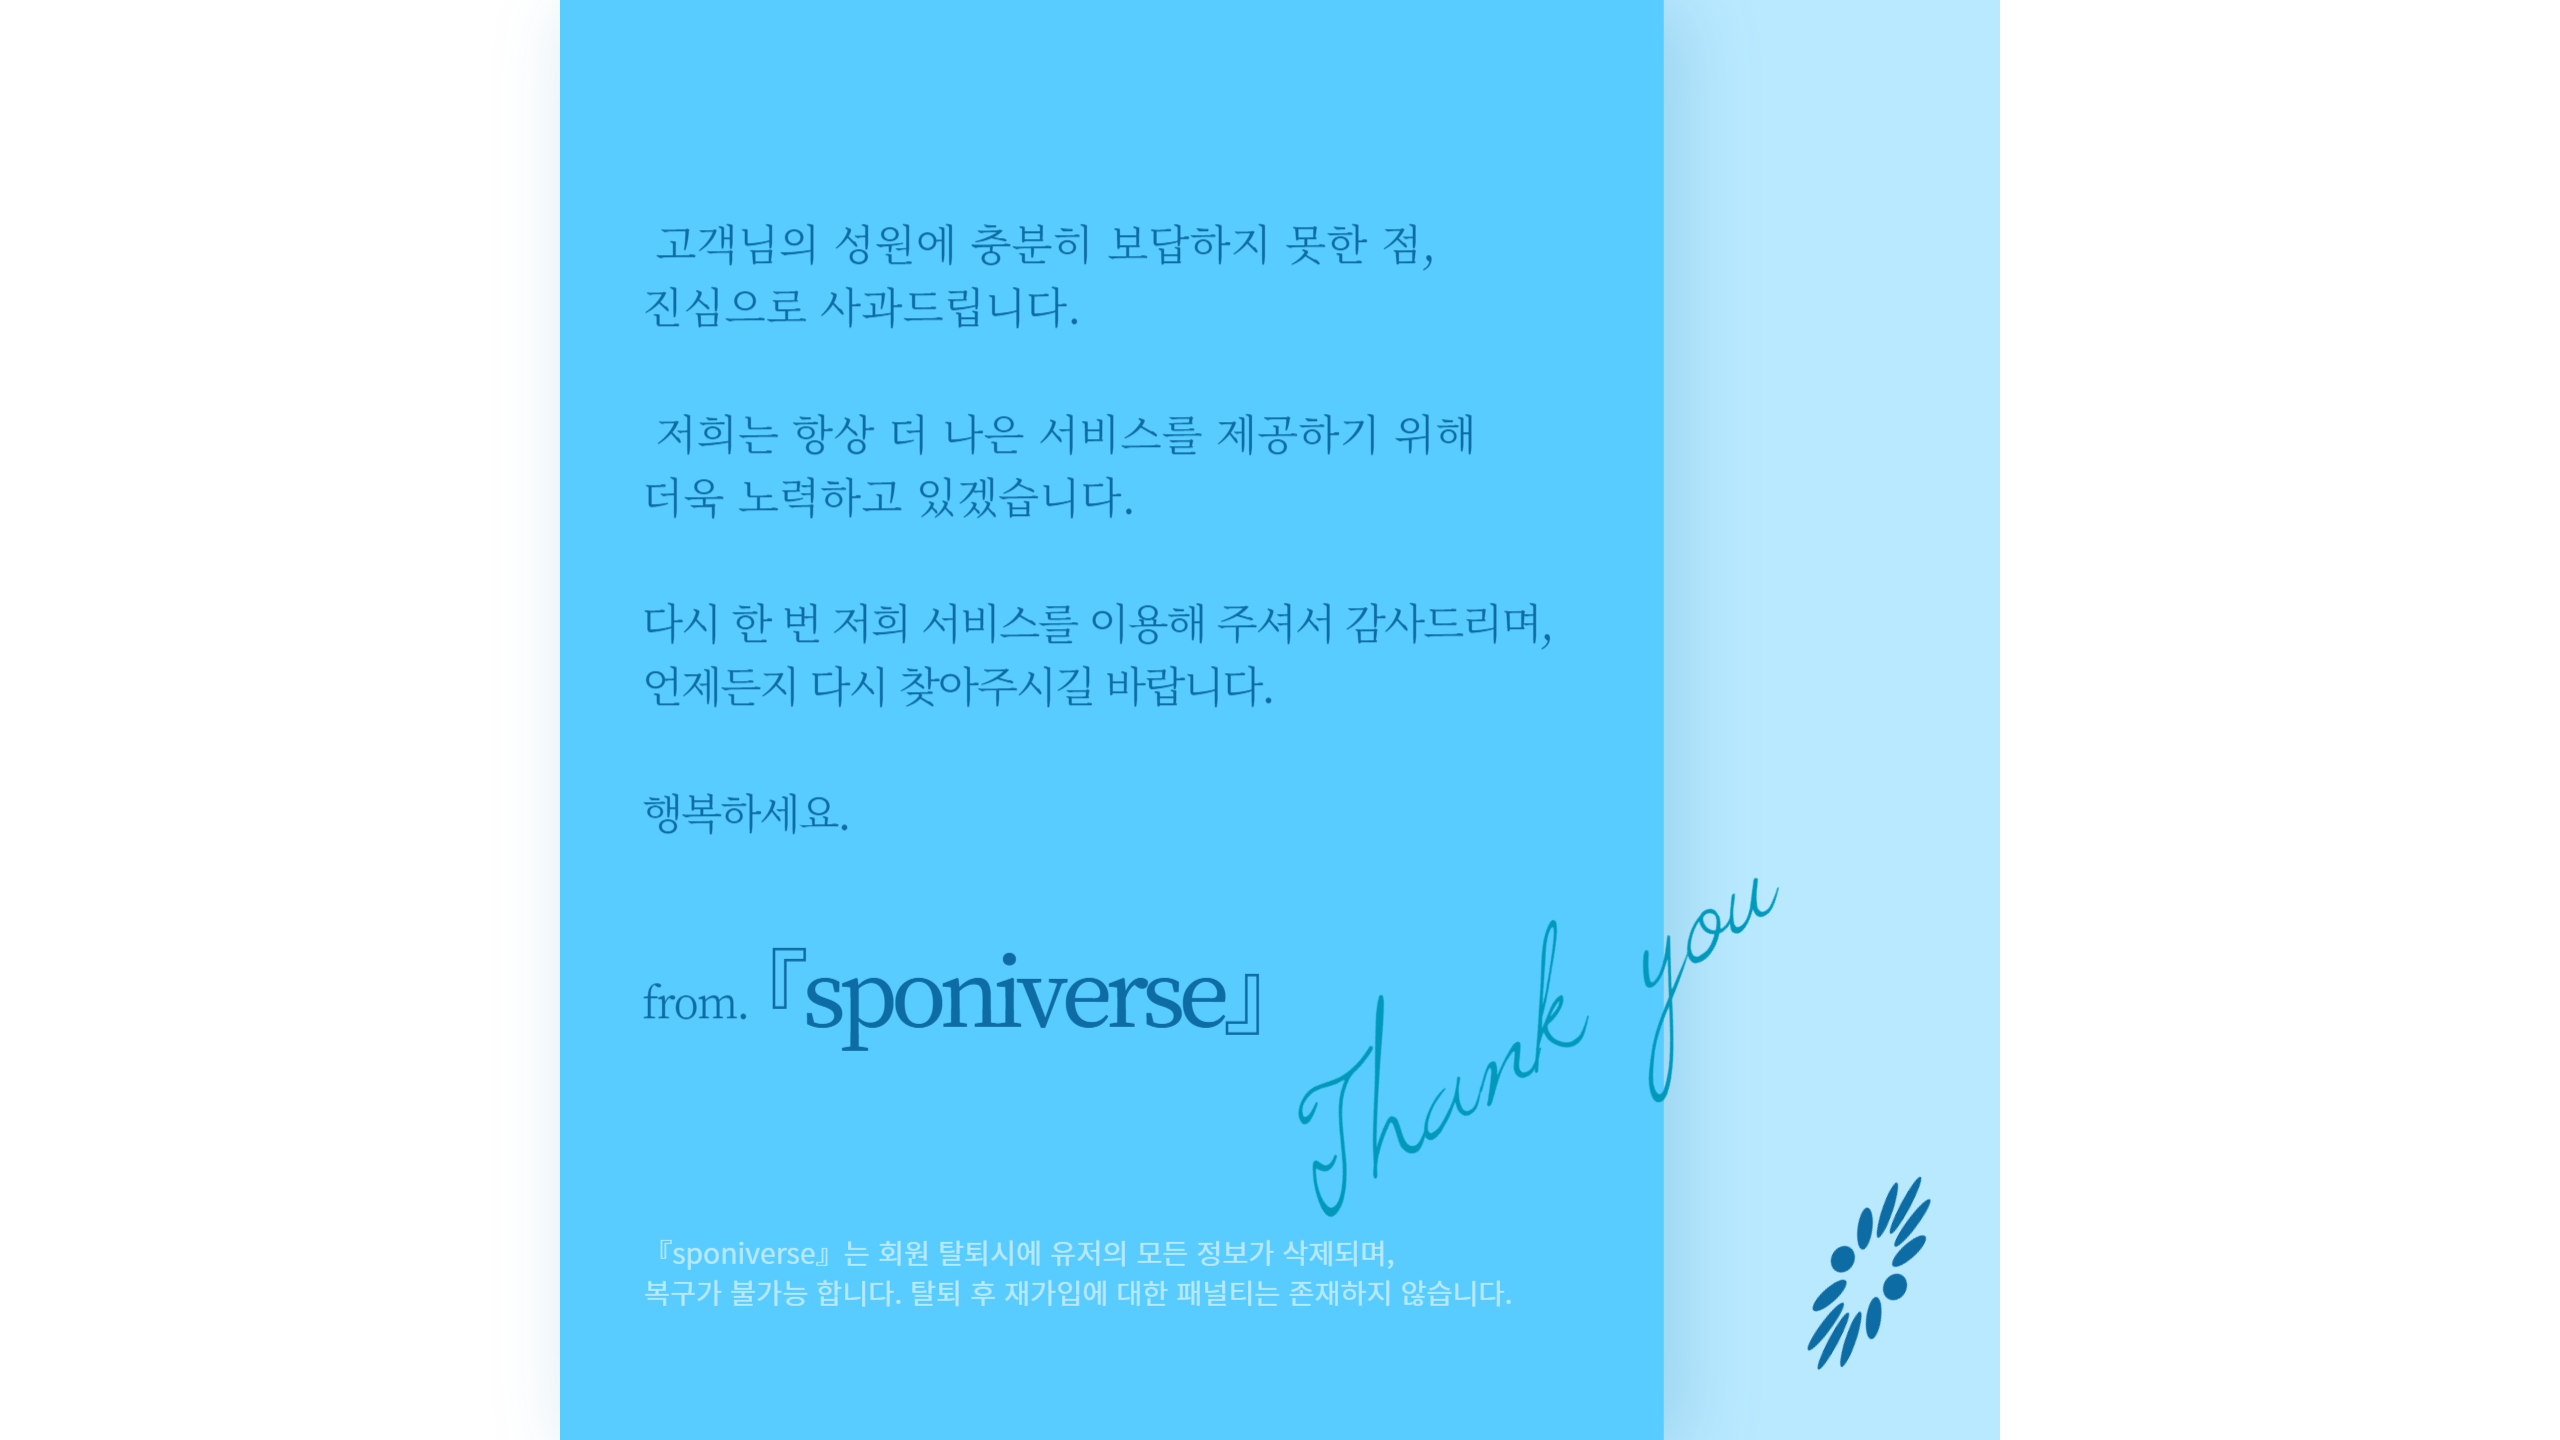 고객님의 성원에 충분히 보답하지 못한 점,
진심으로 사과드립니다.
저희는 항상 더 나은 서비스를 제공하기 위해
더욱 노력하고 있겠습니다.
다시 한 번 저희 서비스를 이용해 주셔서 감사드리며,
언제든지 다시 찾아주시길 바랍니다.
행복하세요.
from.『sponiverse』
Thank you
『sponiverse』는 회원 탈퇴시에 유저의 모든 정보가 삭제되며,
복구가 불가능 합니다. 탈퇴 후 재가입에 대한 패널티는 존재하지 않습니다.